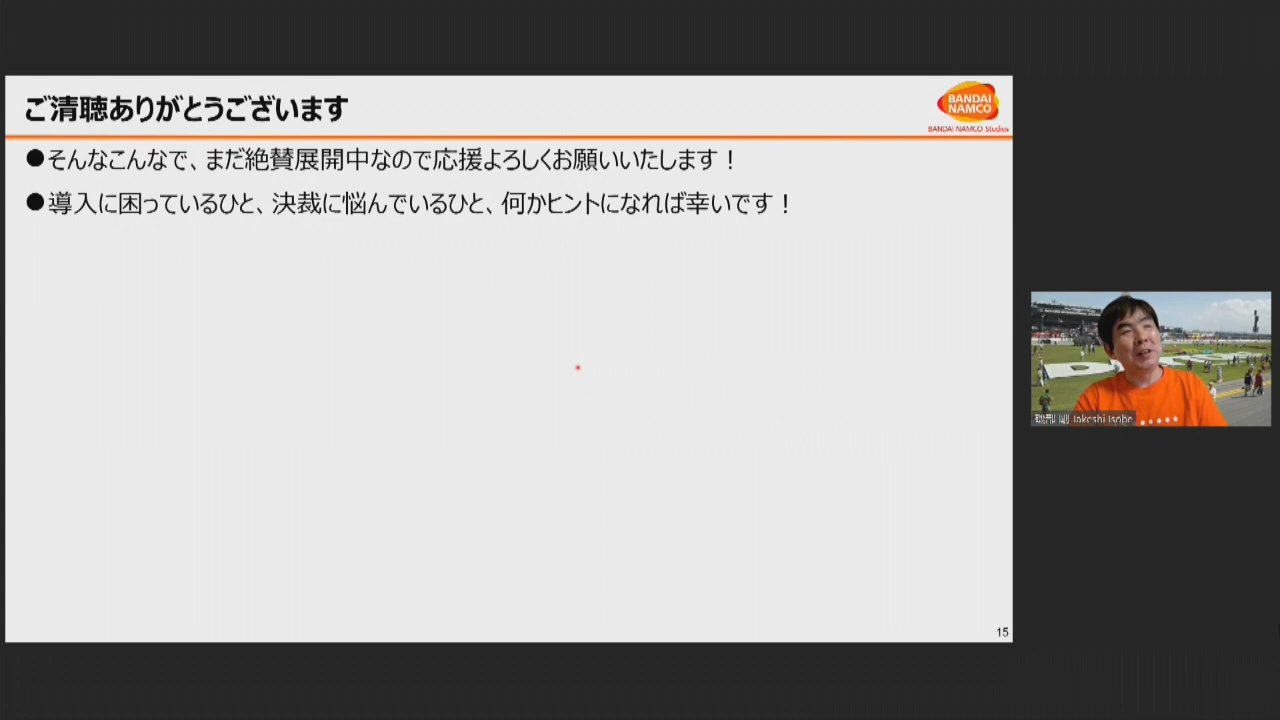 ご清聴ありがとうございます
BANDAI
NAMCO
BANDAI NAMCO Studios
●そんなこんなで、まだ絶賛展開中なので応援よろしくお願いいたします！
●導入に困っているひと、決裁に悩んでいるひと、何かヒントになれば幸いです！
磯部 剛 Takeshi Isobe
15